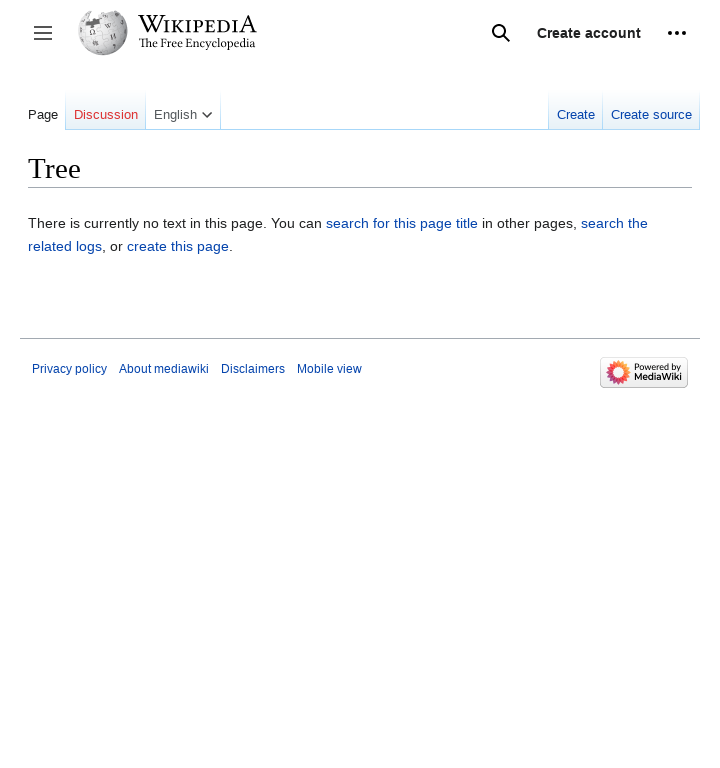 WIKIPEDIA
The Free Encyclopedia
Create account
Page Discussion English Create Create source
Tree
There is currently no text in this page. You can search for this page title in other pages, search the
related logs, or create this page.
Privacy policy About mediawiki Disclaimers Mobile view
Powered by
MediaWiki